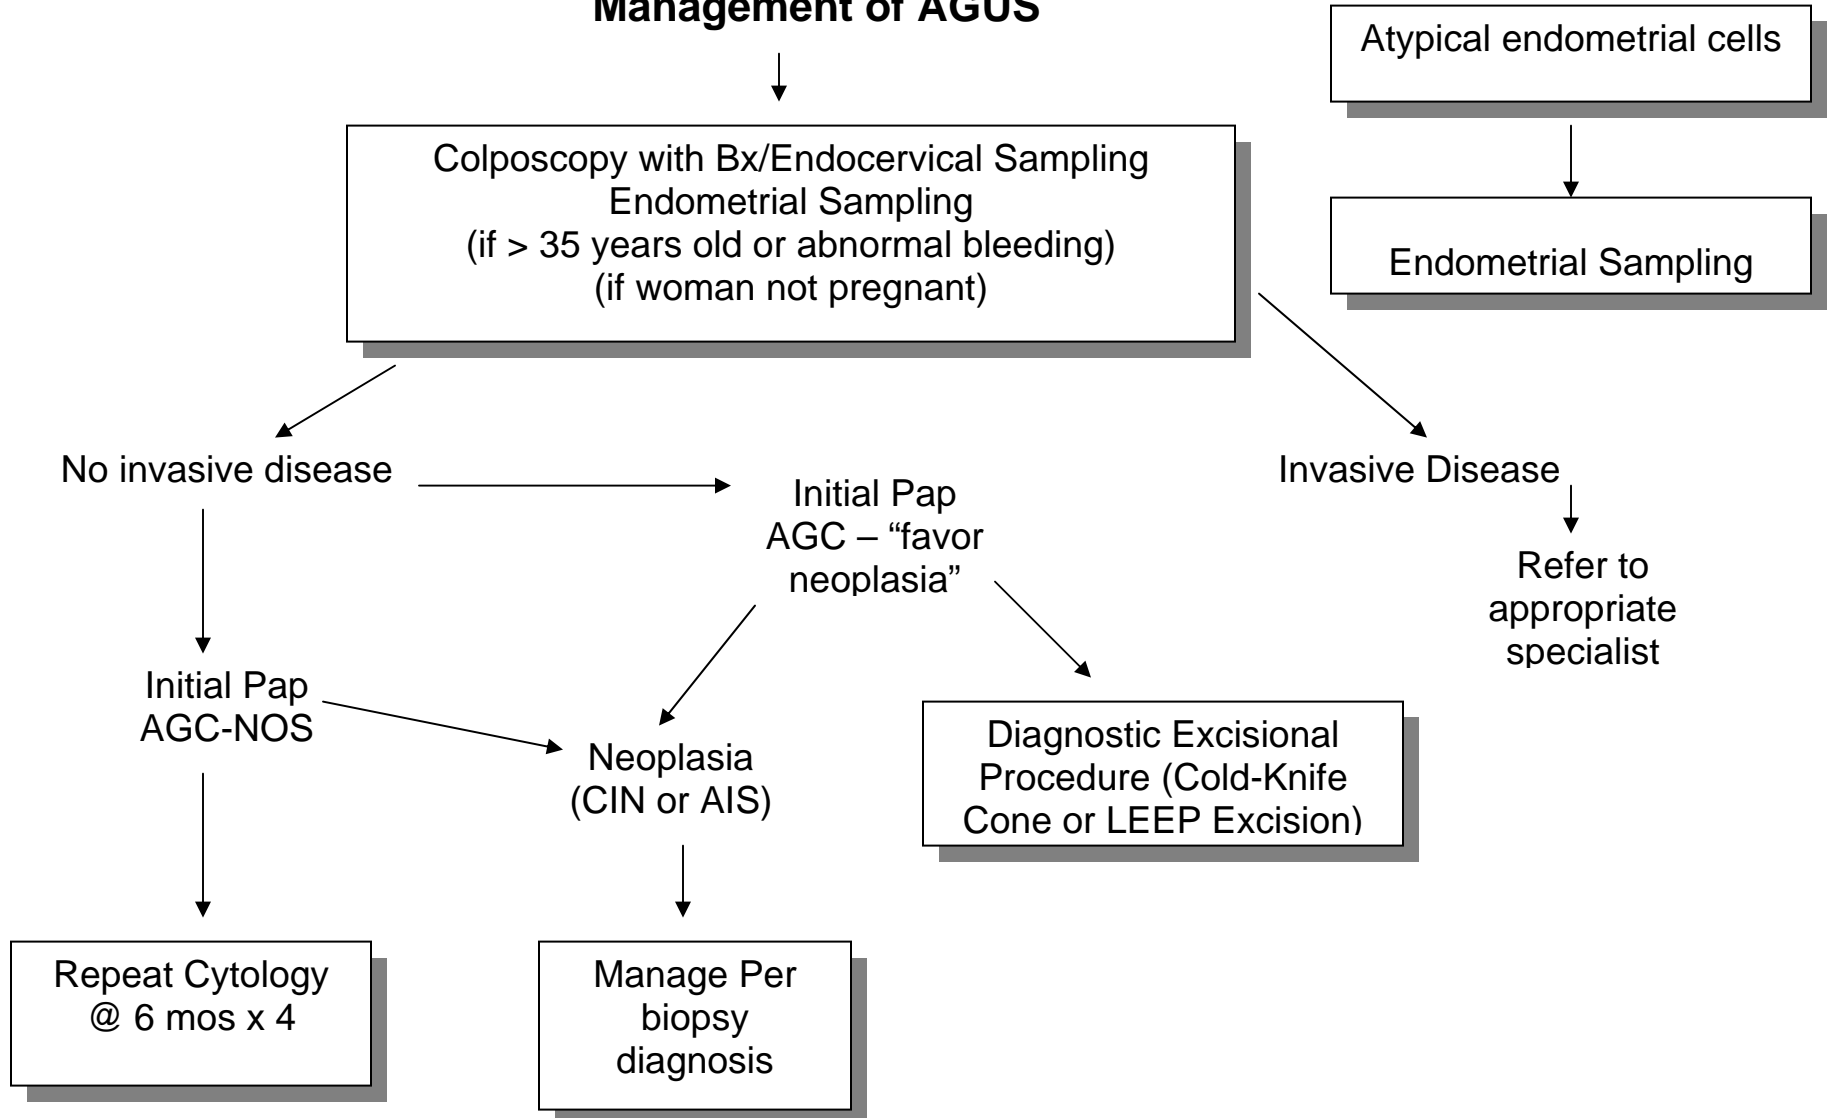 Management of AGUS
Atypical endometrial cells
Colposcopy with Bx/Endocervical Sampling
Endometrial Sampling
(if > 35 years old or abnormal bleeding)
(if woman not pregnant)
Endometrial Sampling
No invasive disease
Initial Pap
AGC – “favor
neoplasia”
Invasive Disease
Refer to
appropriate
specialist
Initial Pap
AGC-NOS
Neoplasia
(CIN or AIS)
Diagnostic Excisional
Procedure (Cold-Knife
Cone or LEEP Excision)
Repeat Cytology
@ 6 mos x 4
Manage Per
biopsy
diagnosis